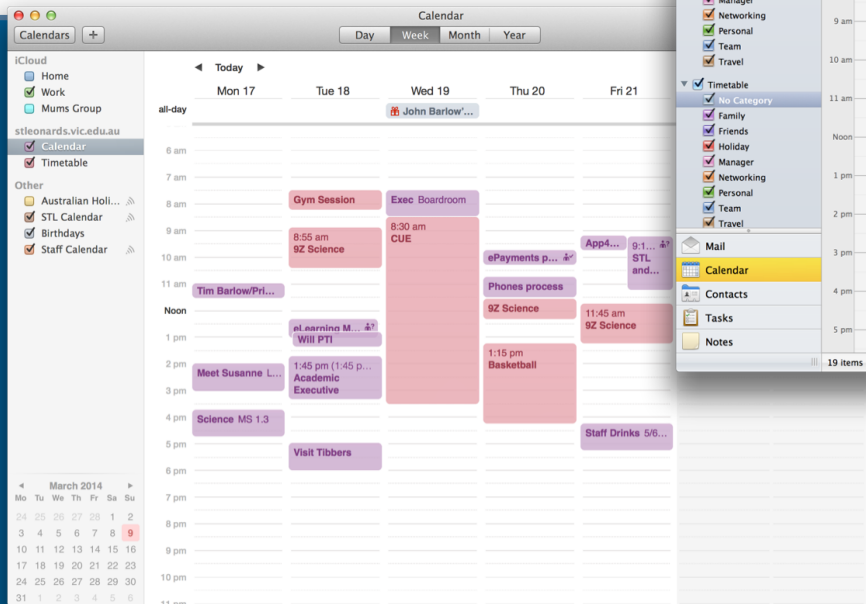 Calendar
Calendars
+
Day
Week
Month
Year
iCloud
Home
Work
Mums Group
stleonards.vic.edu.au
Calendar
Timetable
Other
Australian Holi...
STL Calendar
Birthdays
Staff Calendar
Today
Mon 17
Tue 18
Wed 19
Thu 20
Fri 21
all-day
John Barlow'...
6 am
7 am
8 am
9 am
10 am
11 am
Noon
1 pm
2 pm
3 pm
4 pm
5 pm
6 pm
7 pm
8 pm
9 pm
10 pm
11 pm
Tim Barlow/Pri...
Meet Susanne L...
Science MS 1.3
Gym Session
8:55 am
9Z Science
eLearning M...
Will PTI
1:45 pm (1:45 p...
Academic
Executive
Visit Tibbers
Exec Boardroom
8:30 am
CUE
ePayments p...
Phones process
9Z Science
1:15 pm
Basketball
App4...
9:1...
STL
and...
11:45 am
9Z Science
Staff Drinks 5/6...
March 2014
Mo Tu We Th Fr Sa Su
24 25 26 27 28 1 2
3 4 5 6 7 8 9
10 11 12 13 14 15 16
17 18 19 20 21 22 23
24 25 26 27 28 29 30
31 1 2 3 4 5 6
Manager
Networking
Personal
Team
Travel
Timetable
No Category
Family
Friends
Holiday
Manager
Networking
Personal
Team
Travel
Mail
Calendar
Contacts
Tasks
Notes
9 am
10 am
11 am
Noon
1 pm
2 pm
3 pm
4 pm
5 pm
19 items